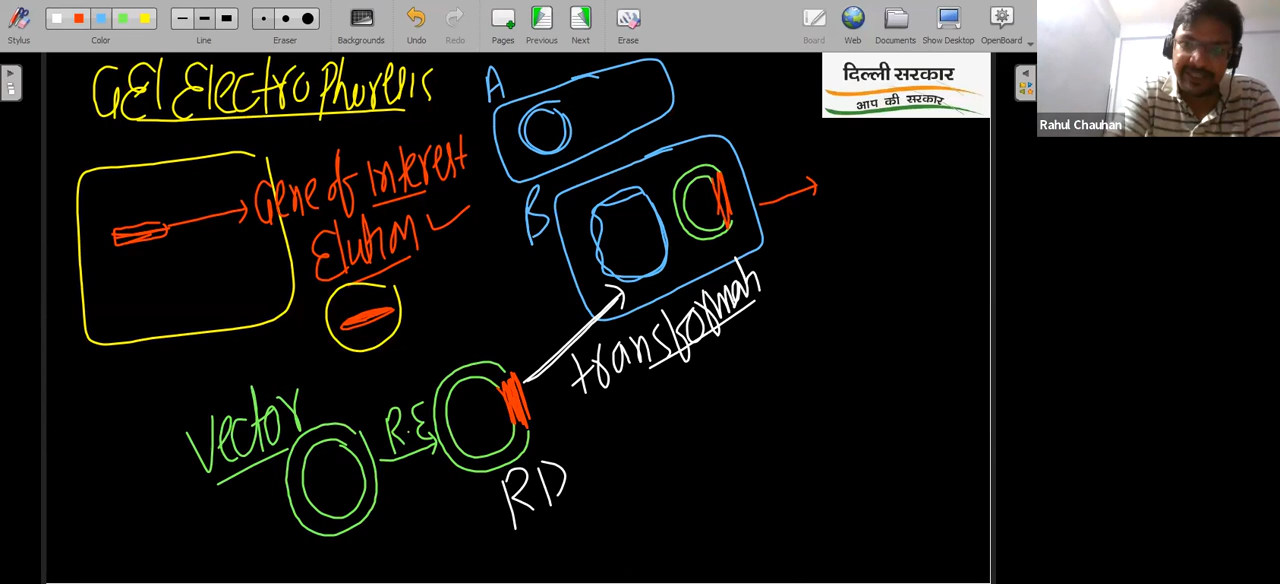 Stylus
Color
Line
Eraser
Backgrounds
Undo
Redo
Pages
Previous
Next
Erase
Board
Web
Documents
Show Desktop
OpenBoard
Rahul Chauhan
दिल्ली सरकार
आप की सरकार
GEl ElectroPhoresis
A
B
Gene of interest
Elution
transforman
vector
R.E
RD